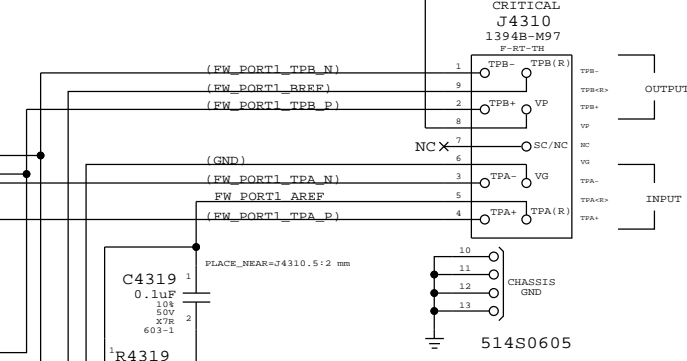 CRITICAL
J4310
1394B-M97
F-RT-TH
(FW_PORT1_TPB_N)
1
TPB-
TPB(R)
TPB-
(FW_PORT1_BREF)
9
TPB<R>
OUTPUT
(FW_PORT1_TPB_P)
2
TPB+
VP
TPB+
8
VP
NC
7
SC/NC
NC
(GND)
6
VG
(FW_PORT1_TPA_N)
3
TPA-
VG
TPA-
FW_PORT1_AREF
5
TPA<R>
INPUT
(FW_PORT1_TPA_P)
4
TPA+
TPA(R)
TPA+
PLACE_NEAR=J4310.5:2 mm
C4319
1
0.1uF
10%
50V
X7R
603-1
2
10
11
12
13
CHASSIS
GND
514S0605
1
R4319